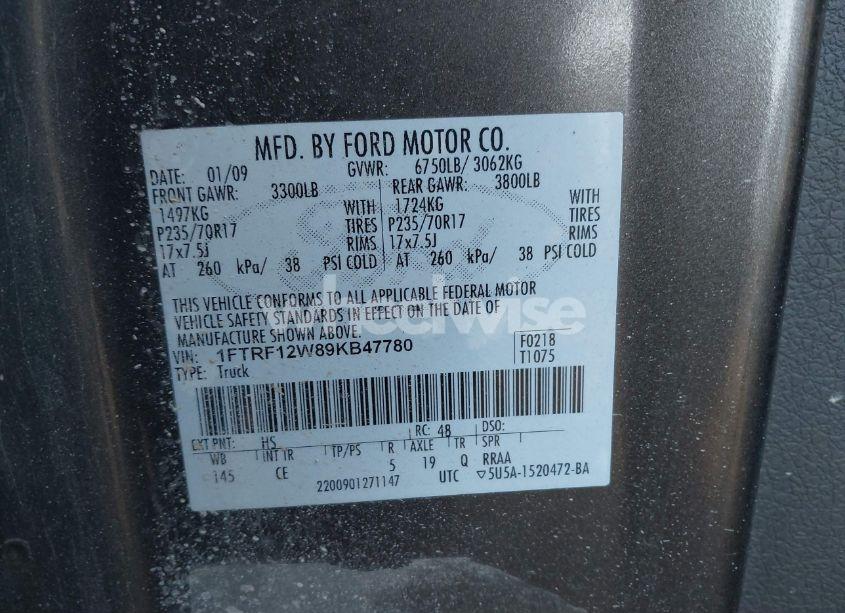 MFD. BY FORD MOTOR CO.
DATE: 01/09 GVWR: 6750LB/ 3062KG
FRONT GAWR: 3300LB REAR GAWR: 3800LB
1497KG WITH 1724KG WITH
P235/70R17 TIRES P235/70R17 TIRES
17x7.5J RIMS 17x7.5J RIMS
AT 260 kPa/ 38 PSI COLD AT 260 kPa/ 38 PSI COLD
THIS VEHICLE CONFORMS TO ALL APPLICABLE FEDERAL MOTOR
VEHICLE SAFETY STANDARDS IN EFFECT ON THE DATE OF
MANUFACTURE SHOWN ABOVE.
VIN: 1FTRF12W89KB47780 F0218
TYPE: Truck T1075
EXT PNT: HS RC: 48 DSO:
WB INT TR TP/PS R AXLE TR SPR
145 CE 5 19 Q RRAA
2200901271147 UTC ▽5U5A-1520472-BA